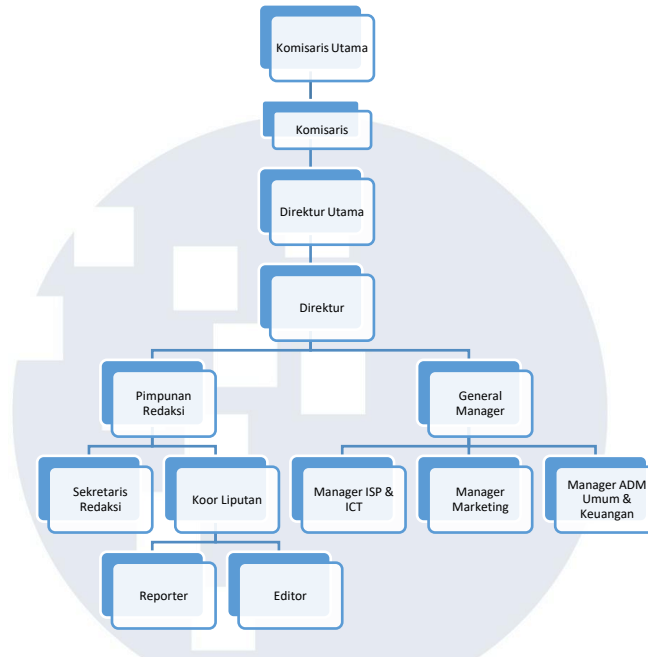 Komisaris Utama
Komisaris
Direktur Utama
Direktur
Pimpunan
Redaksi
General
Manager
Sekretaris
Redaksi
Koor Liputan
Manager ISP &
ICT
Manager
Marketing
Manager ADM
Umum &
Keuangan
Reporter
Editor